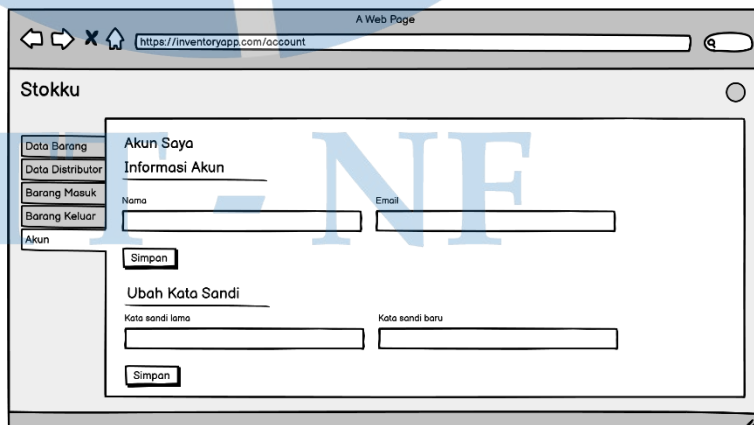 A Web Page
https://inventoryapp.com/account
Stokku
Data Barang
Data Distributor
Barang Masuk
Barang Keluar
Akun
Akun Saya
Informasi Akun
Nama
Email
Simpan
Ubah Kata Sandi
Kata sandi lama
Kata sandi baru
Simpan
T - NF